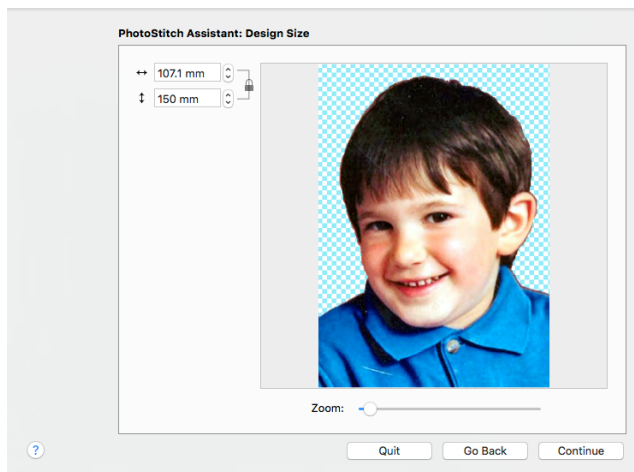 PhotoStitch Assistant: Design Size
107.1 mm
150 mm
Zoom:
?
Quit Go Back Continue